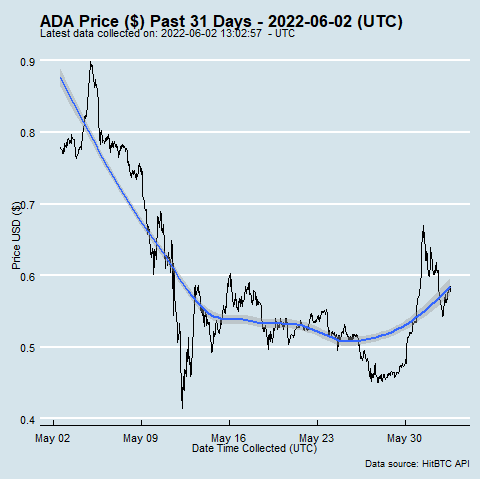 ADA Price ($) Past 31 Days - 2022-06-02 (UTC)
Latest data collected on: 2022-06-02 13:02:57  - UTC
0.9
0.8
0.7
0.6
0.5
0.4
Price USD ($)
May 02 May 09 May 16 May 23 May 30
Date Time Collected (UTC)
Data source: HitBTC API